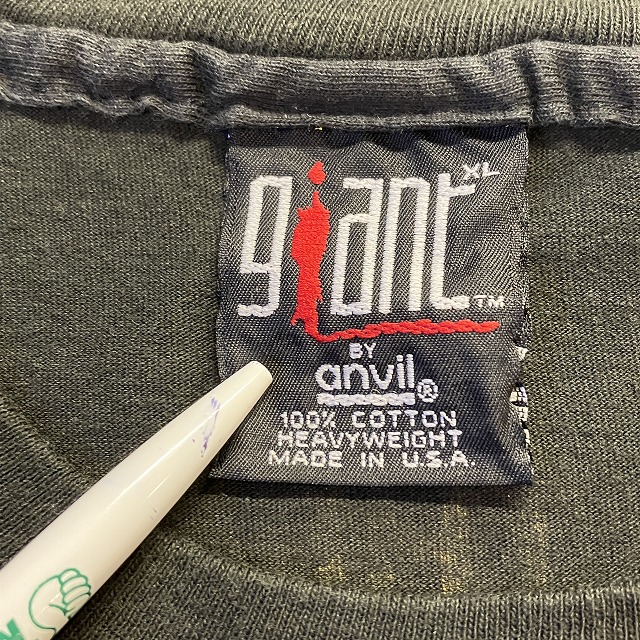 giant XL ™
BY
anvil®
100% COTTON
HEAVYWEIGHT
MADE IN U.S.A.